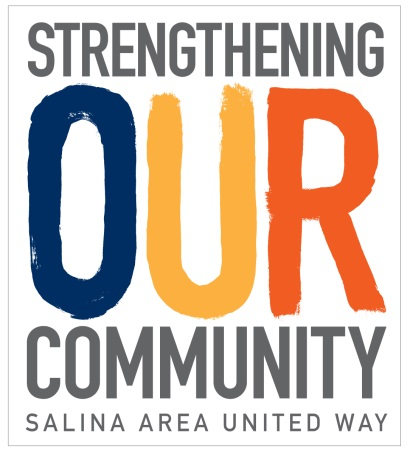 STRENGTHENING
OUR
COMMUNITY
SALINA AREA UNITED WAY